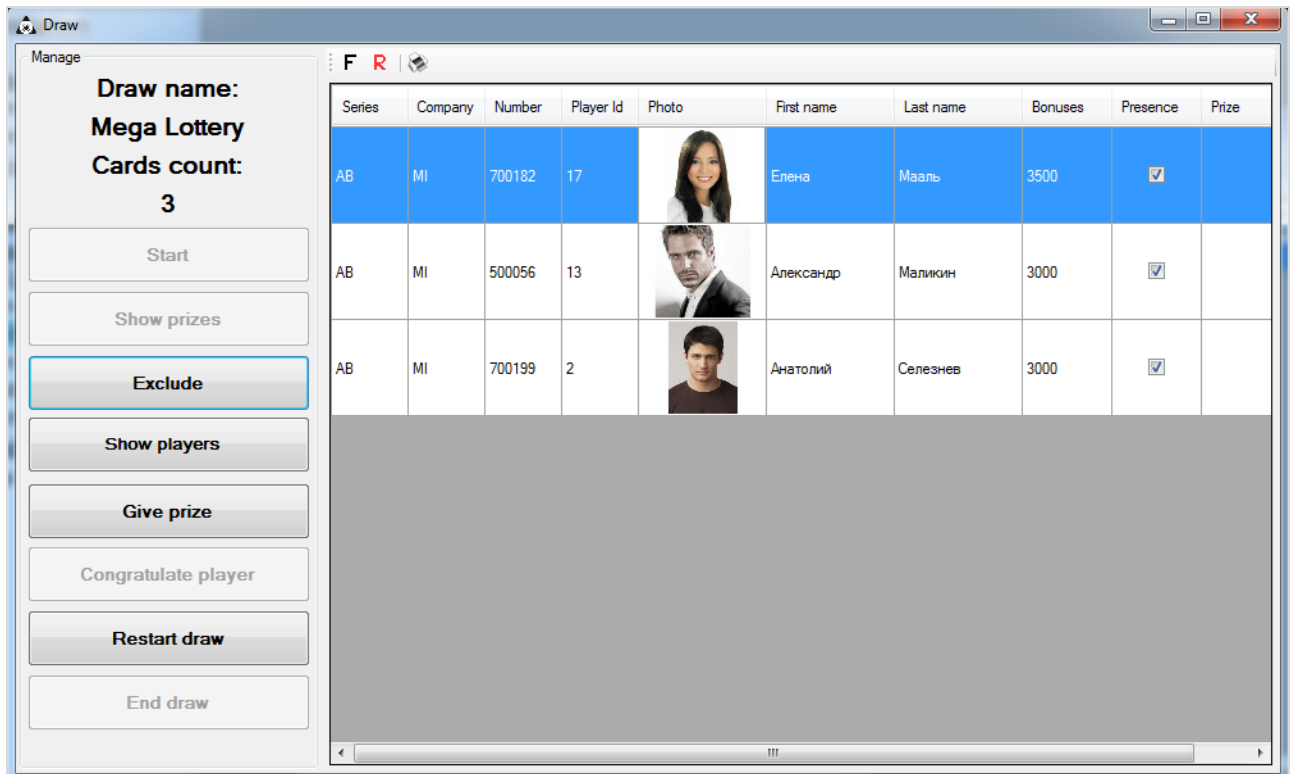 Draw
Manage
Draw name:
Mega Lottery
Cards count:
3
Start
Show prizes
Exclude
Show players
Give prize
Congratulate player
Restart draw
End draw
F R
Series Company Number Player Id Photo First name Last name Bonuses Presence Prize
AB MI 700182 17 Елена Мааль 3500
AB MI 500056 13 Александр Маликин 3000
AB MI 700199 2 Анатолий Селезнев 3000